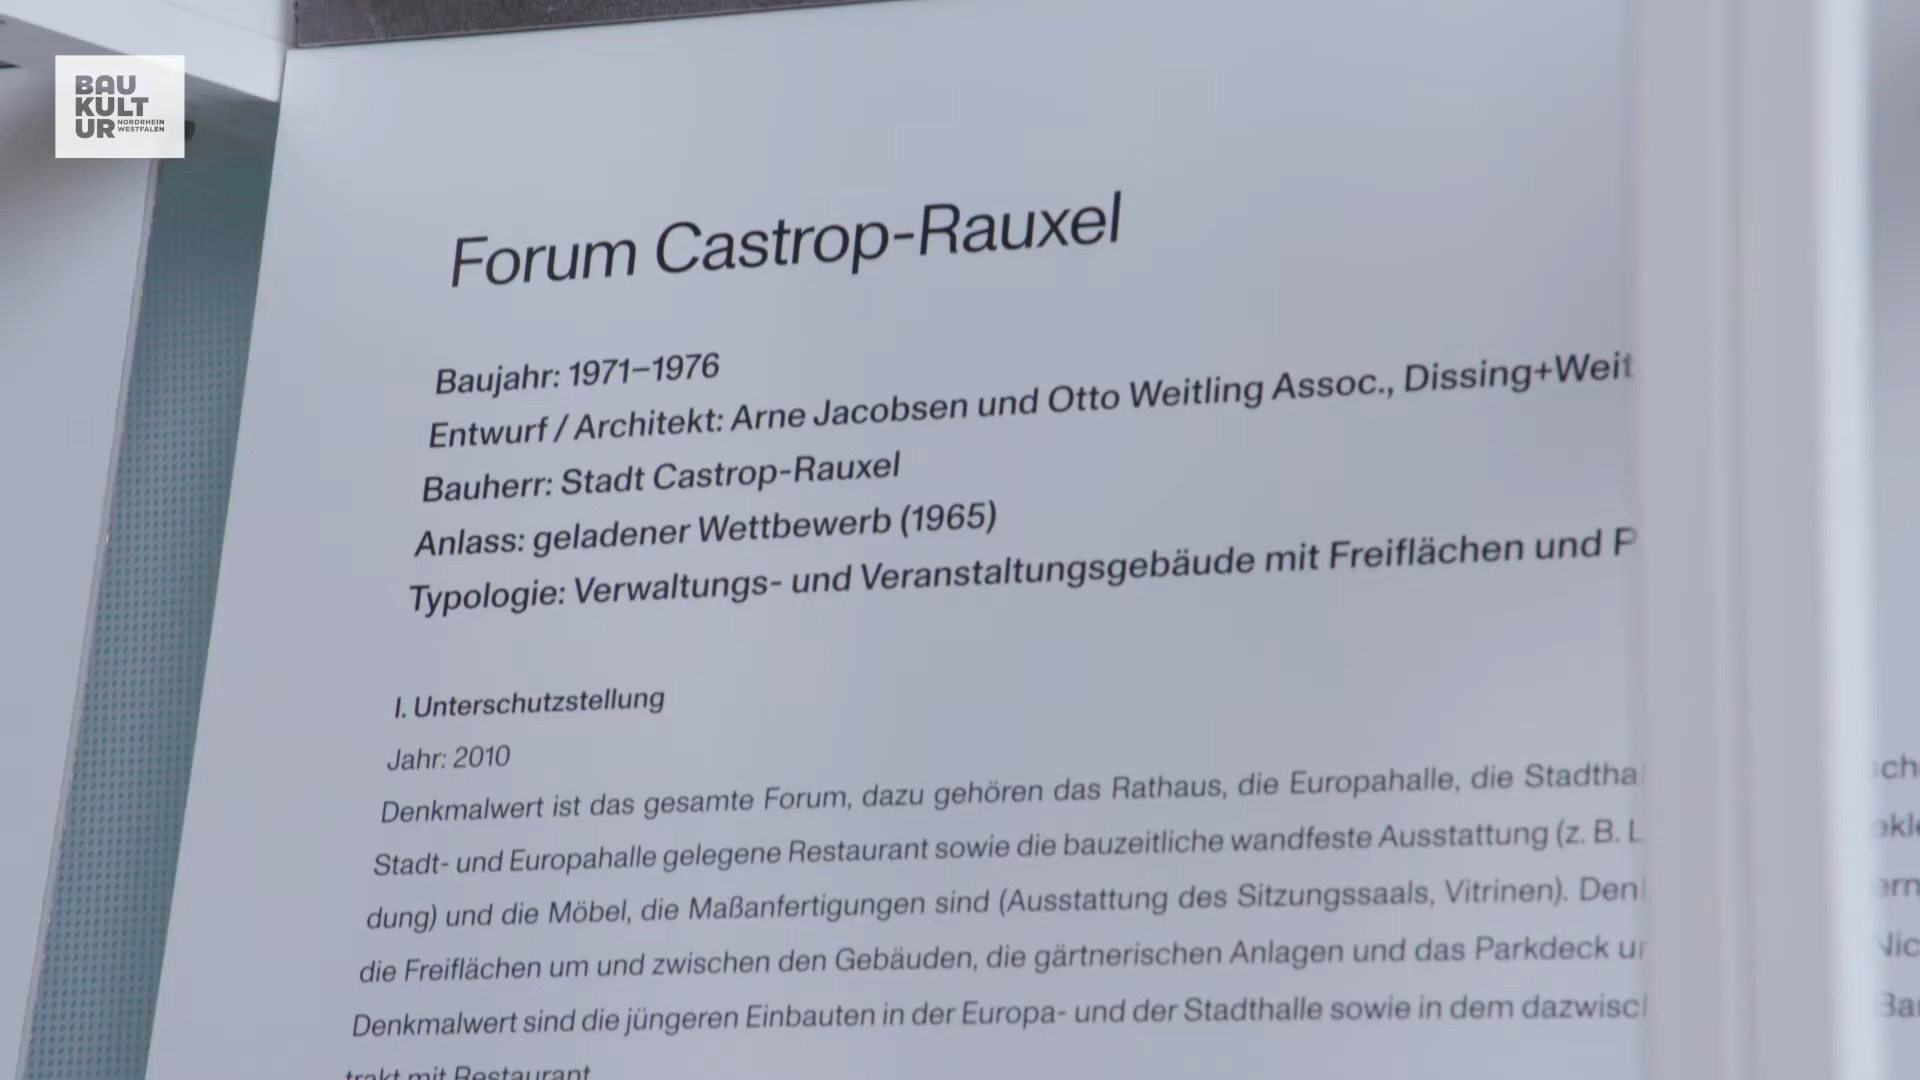 BAU
KULT
UR NORDRHEIN
WESTFALEN
Forum Castrop-Rauxel
Baujahr: 1971–1976
Entwurf / Architekt: Arne Jacobsen und Otto Weitling Assoc., Dissing+Weit
Bauherr: Stadt Castrop-Rauxel
Anlass: geladener Wettbewerb (1965)
Typologie: Verwaltungs- und Veranstaltungsgebäude mit Freiflächen und P
I. Unterschutzstellung
Jahr: 2010
Denkmalwert ist das gesamte Forum, dazu gehören das Rathaus, die Europahalle, die Stadtha
Stadt- und Europahalle gelegene Restaurant sowie die bauzeitliche wandfeste Ausstattung (z. B. L
dung) und die Möbel, die Maßanfertigungen sind (Ausstattung des Sitzungssaals, Vitrinen). Den
die Freiflächen um und zwischen den Gebäuden, die gärtnerischen Anlagen und das Parkdeck
Denkmalwert sind die jüngeren Einbauten in der Europa- und der Stadthalle sowie in dem dazwisc
trakt mit Restaurant